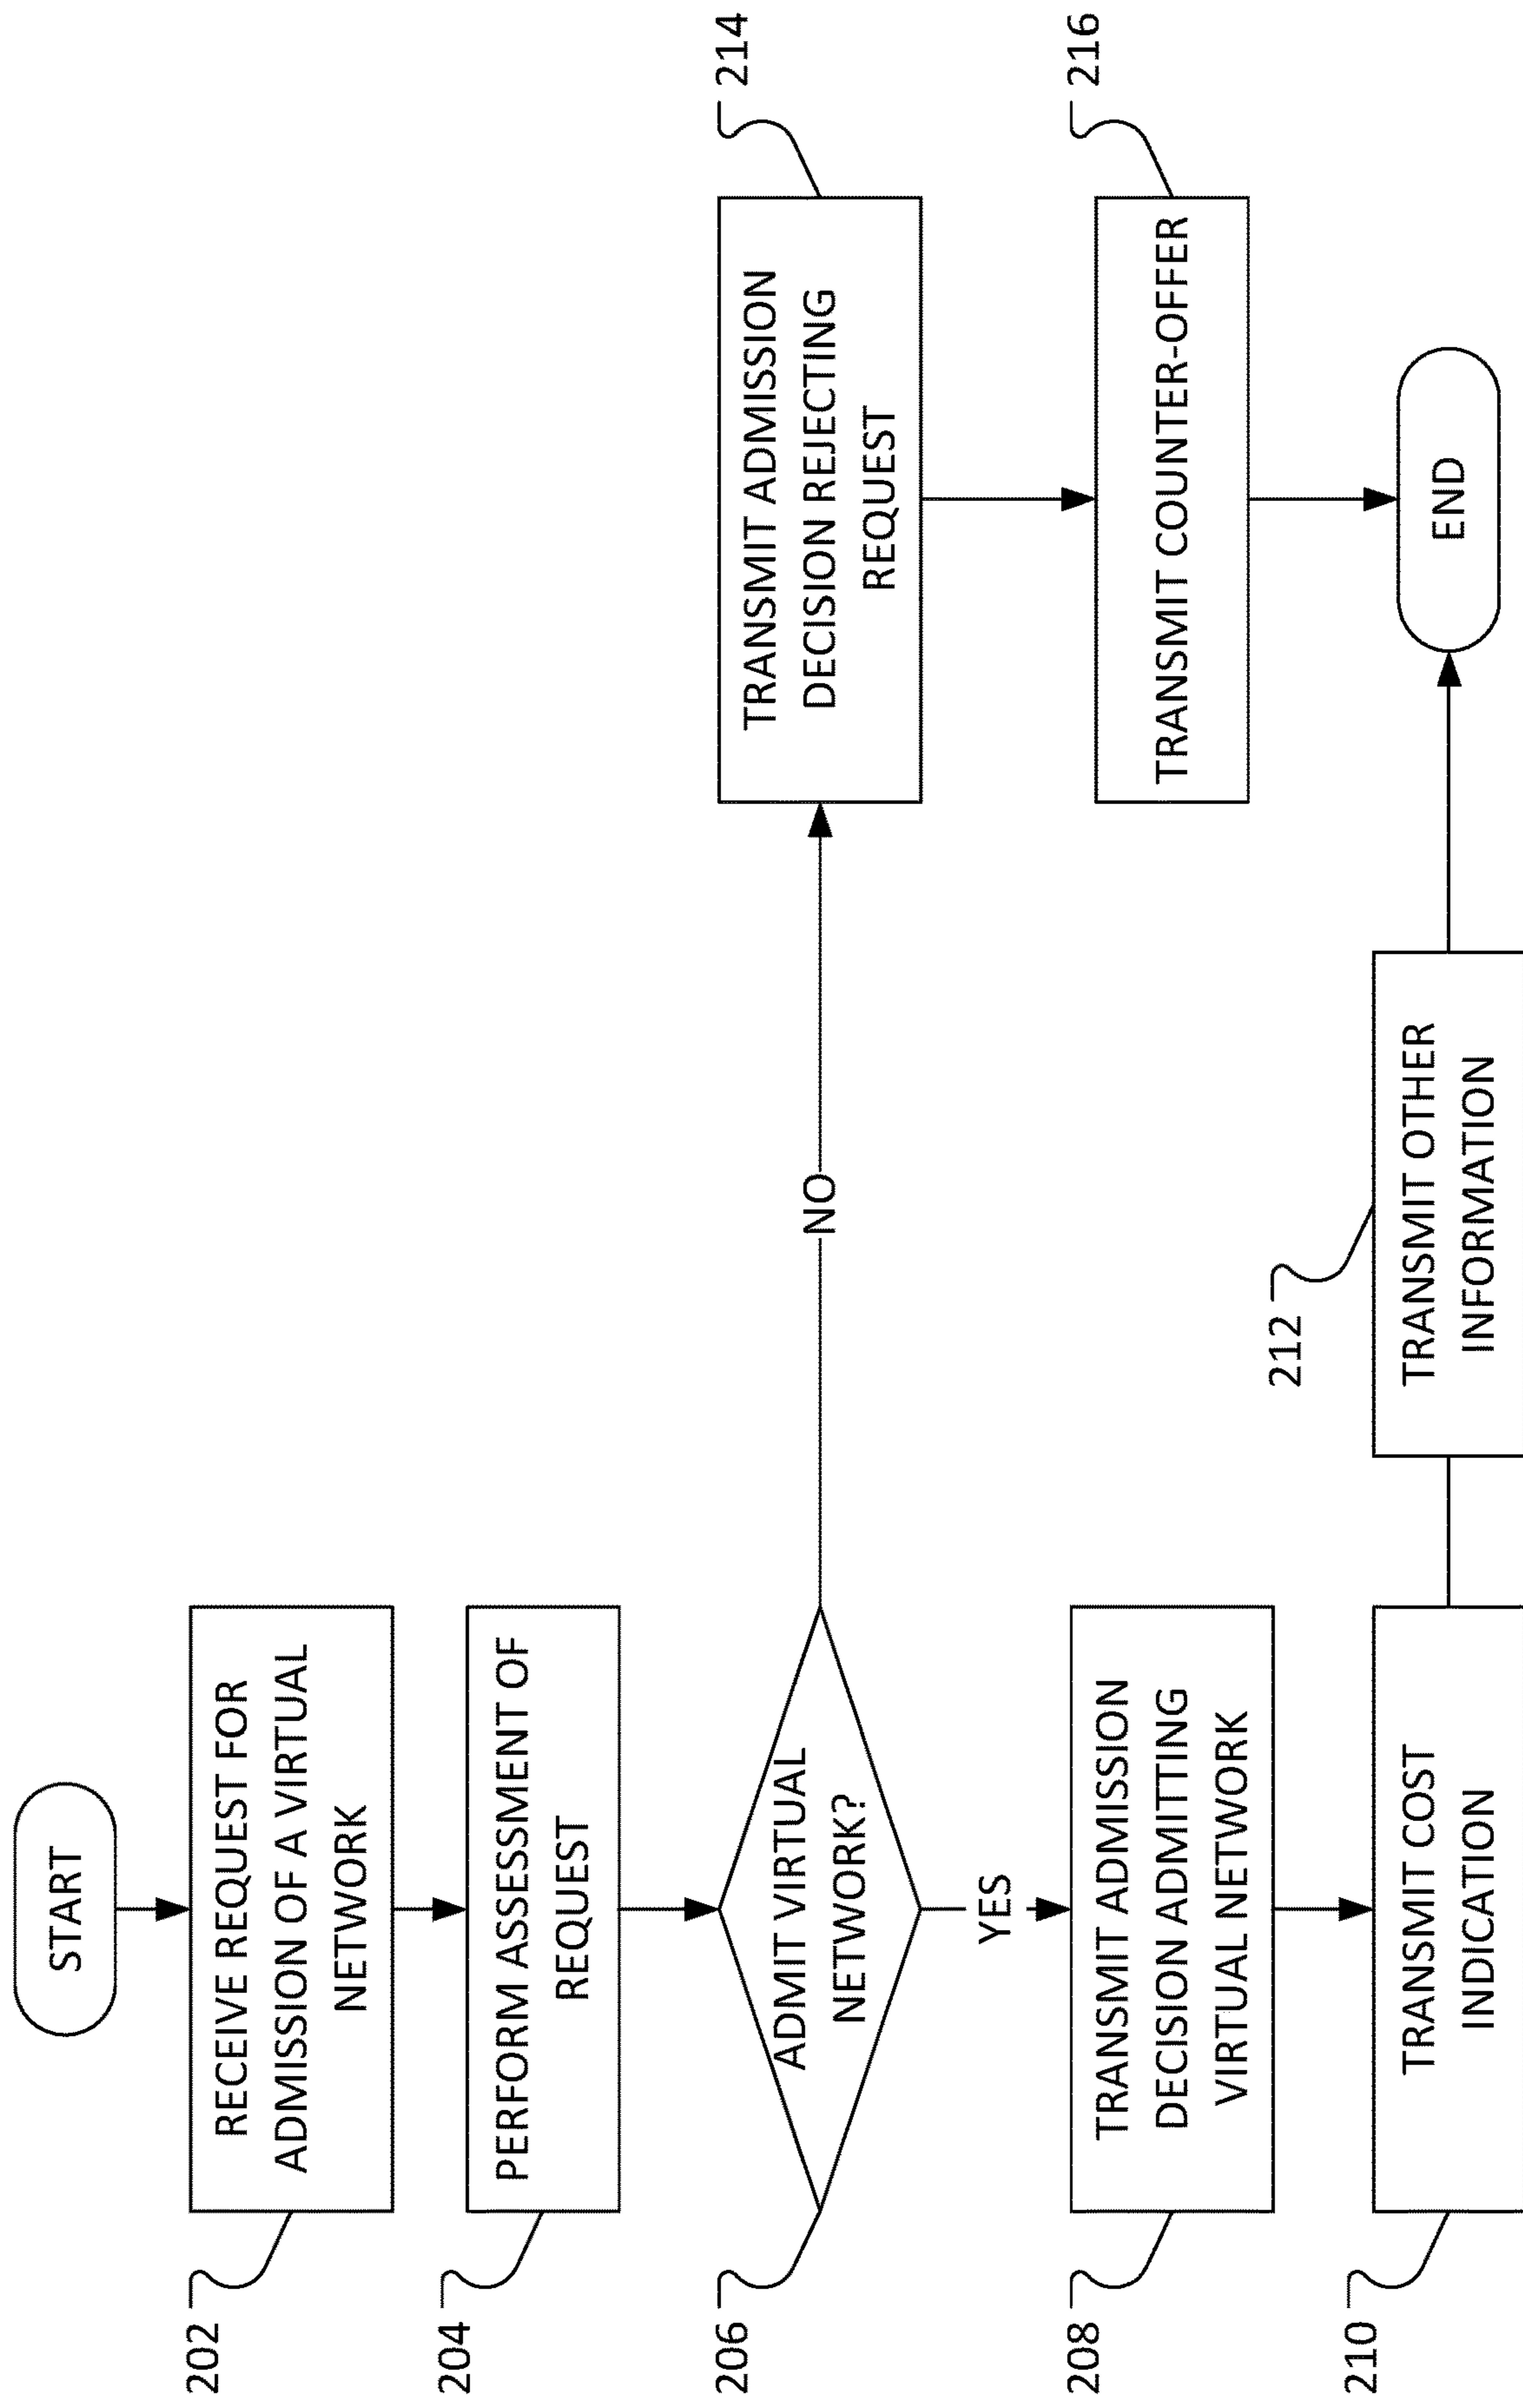 START
202
RECEIVE REQUEST FOR
ADMISSION OF A VIRTUAL
NETWORK
204
PERFORM ASSESSMENT OF
REQUEST
206
ADMIT VIRTUAL
NETWORK?
NO
214
TRANSMIT ADMISSION
DECISION REJECTING
REQUEST
YES
208
TRANSMIT ADMISSION
DECISION ADMITTING
VIRTUAL NETWORK
216
TRANSMIT COUNTER-OFFER
210
TRANSMIT COST
INDICATION
212
TRANSMIT OTHER
INFORMATION
END